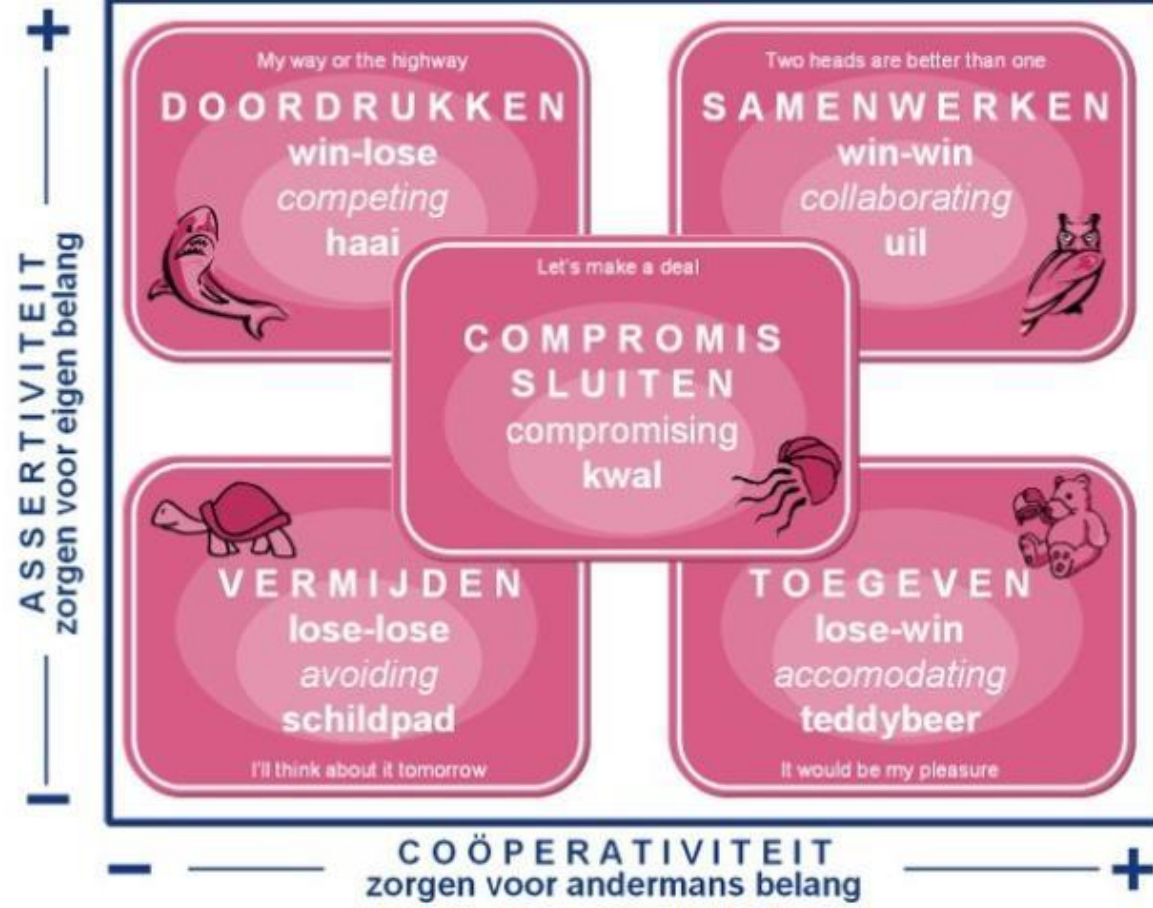 +
ASSERTIVITEIT
zorgen voor eigen belang
–
My way or the highway
DOORDRUKKEN
win-lose
competing
haai
Two heads are better than one
SAMENWERKEN
win-win
collaborating
uil
Let's make a deal
COMPROMIS
SLUITEN
compromising
kwal
VERMIJDEN
lose-lose
avoiding
schildpad
I'll think about it tomorrow
TOEGEVEN
lose-win
accomodating
teddybeer
It would be my pleasure
–
COÖPERATIVITEIT
zorgen voor andermans belang
+